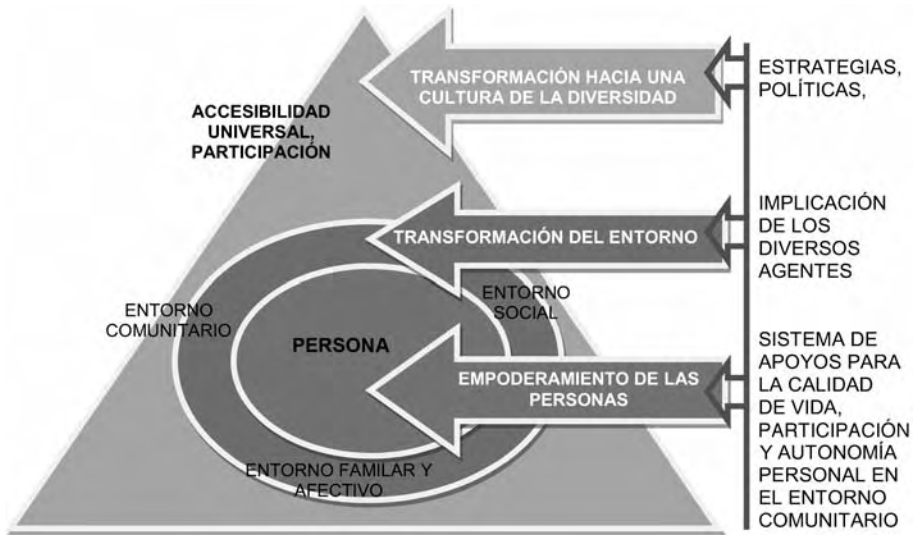 TRANSFORMACIÓN HACIA UNA
CULTURA DE LA DIVERSIDAD
ESTRATEGIAS,
POLÍTICAS,
ACCESIBILIDAD
UNIVERSAL,
PARTICIPACIÓN
TRANSFORMACIÓN DEL ENTORNO
IMPLICACIÓN
DE LOS
DIVERSOS
AGENTES
ENTORNO
COMUNITARIO
ENTORNO
SOCIAL
PERSONA
EMPODERAMIENTO DE LAS
PERSONAS
SISTEMA DE
APOYOS PARA
LA CALIDAD
DE VIDA,
PARTICIPACIÓN
Y AUTONOMÍA
PERSONAL EN
EL ENTORNO
COMUNITARIO
ENTORNO FAMILAR Y
AFECTIVO